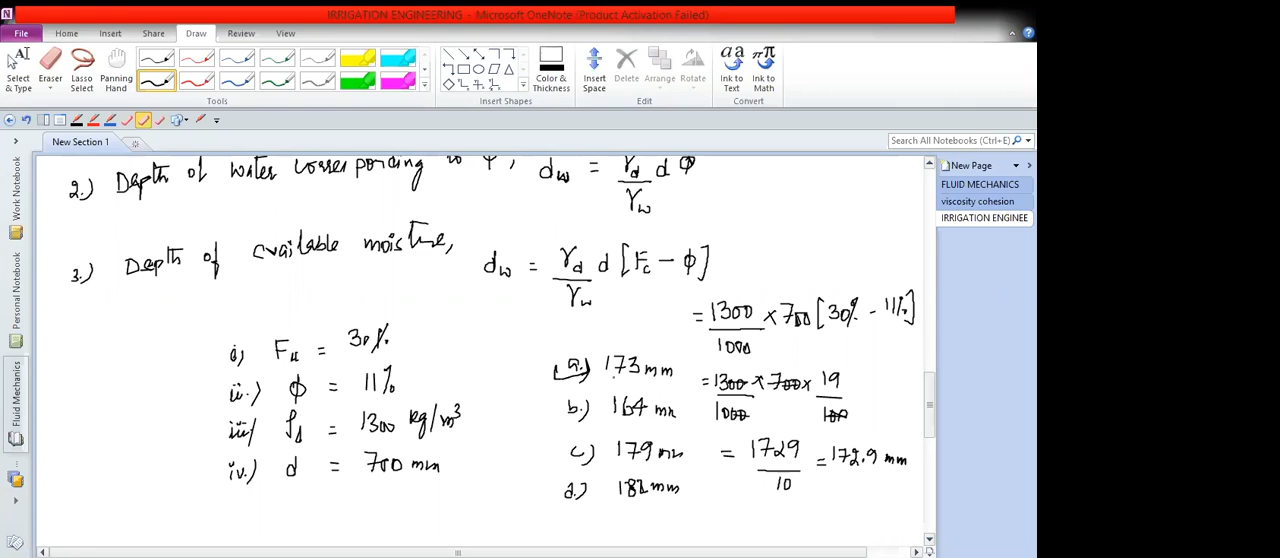 IRRIGATION ENGINEERING - Microsoft OneNote (Product Activation Failed)
File Home Insert Share Draw Review View
Select & Type Eraser Lasso Select Panning Hand Color & Thickness Insert Space Delete Arrange Rotate Ink to Text Ink to Math
Tools Insert Shapes Edit Convert
New Section 1
Search All Notebooks (Ctrl+E)
Work Notebook
Personal Notebook
Fluid Mechanics
New Page
FLUID MECHANICS
viscosity cohesion
IRRIGATION ENGINEE
2.) Depth of water corresponding to φ, dw = γd/γw d φ
3.) Depth of available moisture, dw = γd/γw d [Fc - φ]
= 1300/1000 × 700 [30% - 11%]
i) = 30%
ii.) φ = 11%
iii) ρd = 1300 kg/m³
iv.) d = 700 mm
(a.) 173 mm
b.) 164 mm
c) 179 mm
d.) mm
= 1300/1000 × 700 × 19/100
= 1729/10 = 172.9 mm